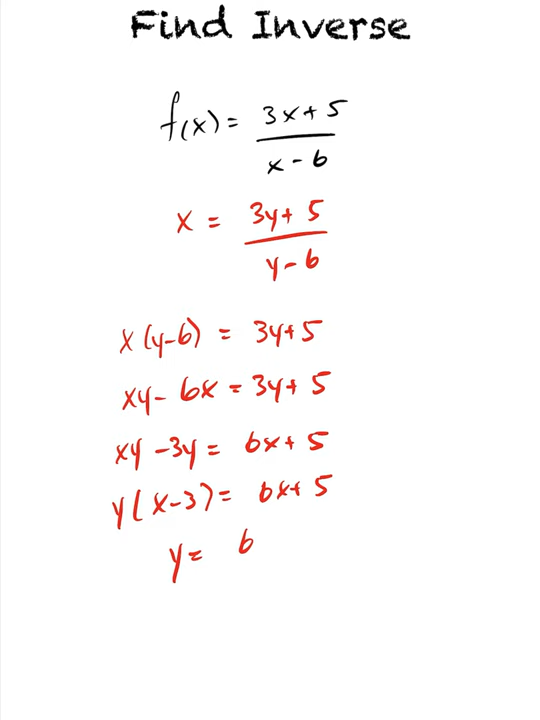 Find Inverse
f(x) = 3x+5
x-6
x = 3y+5
y-6
x(y-6) = 3y+5
xy-6x = 3y+5
xy-3y = 6x+5
y(x-3) = 6x+5
y = 6